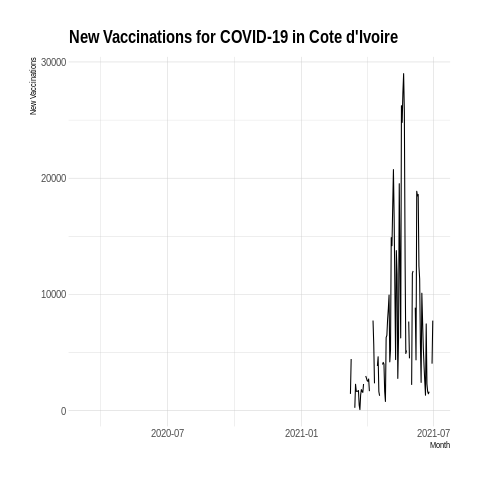 New Vaccinations for COVID-19 in Cote d'Ivoire
New Vaccinations
30000
20000
10000
0
2020-07
2021-01
2021-07
Month